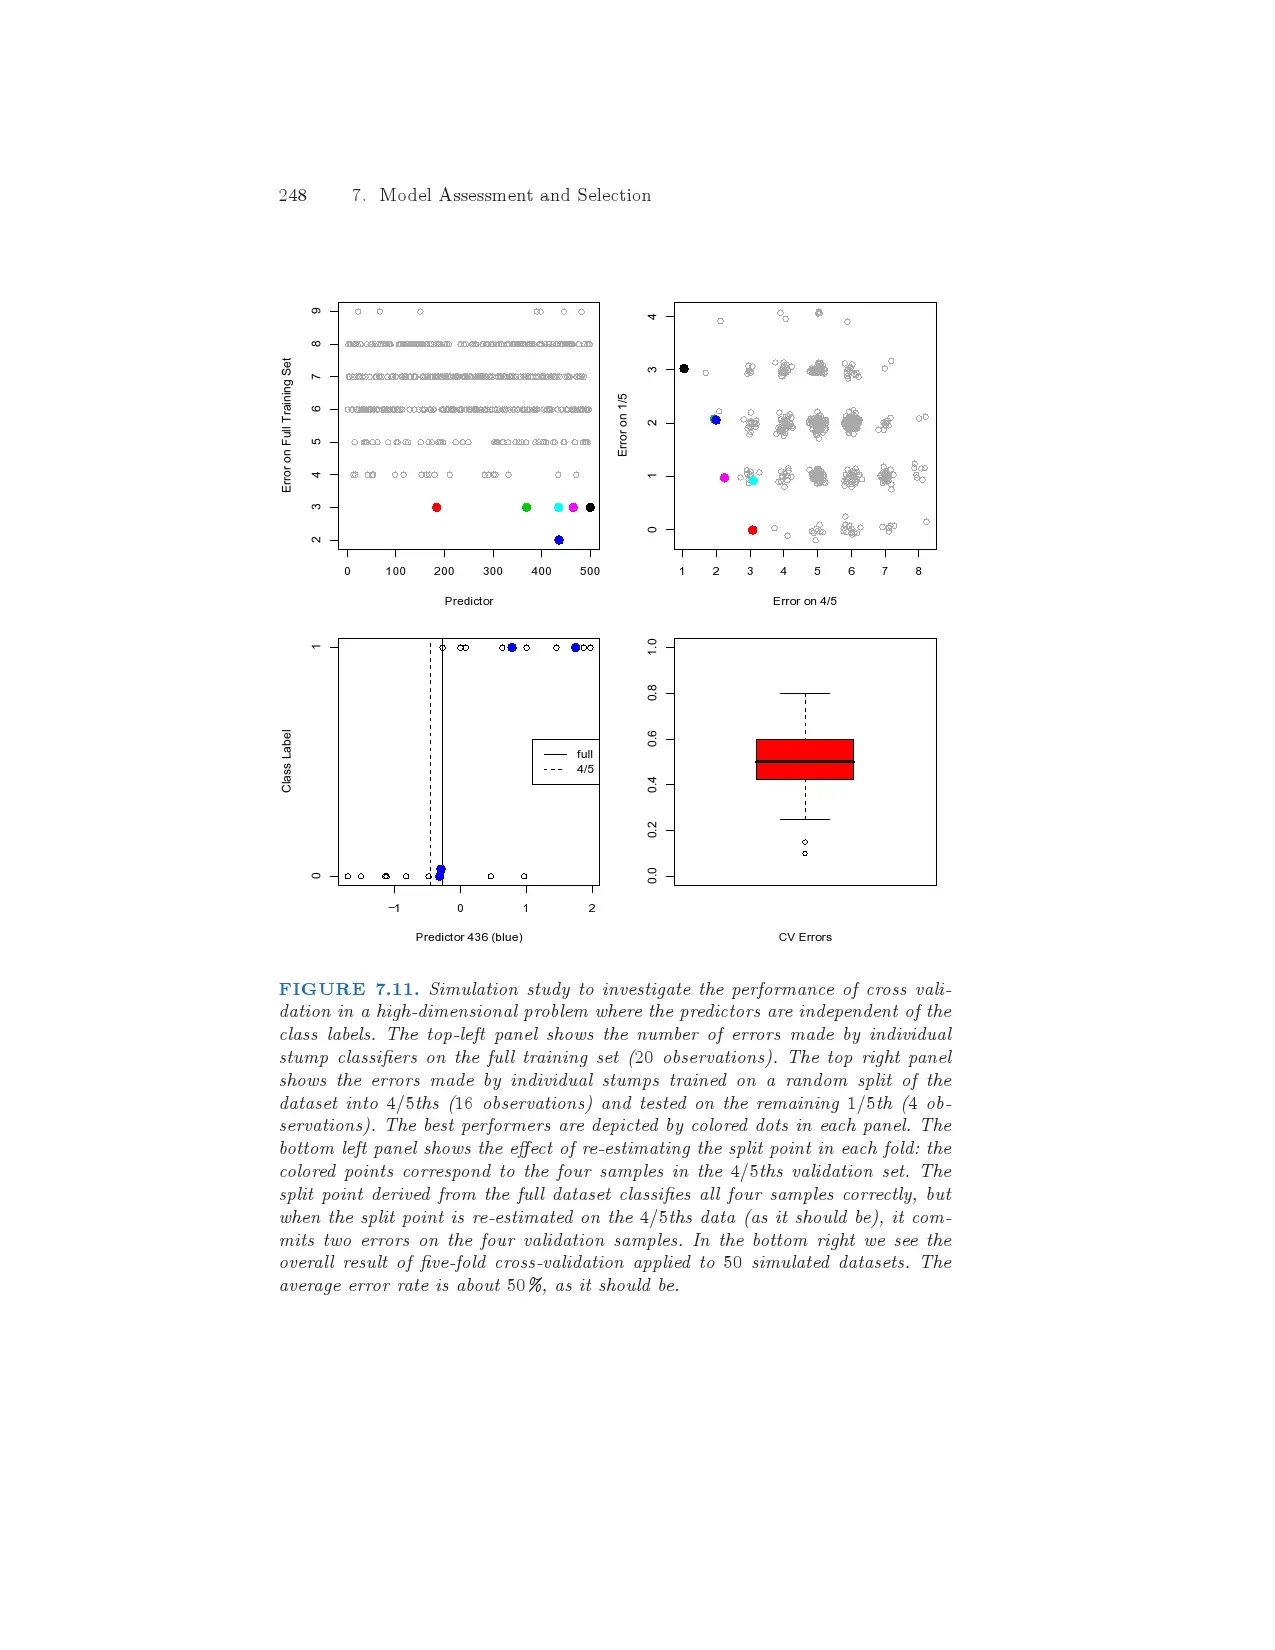 248 7. Model Assessment and Selection
Error on Full Training Set
9
8
7
6
5
4
3
2
0 100 200 300 400 500
Predictor
Error on 1/5
4
3
2
1
0
1 2 3 4 5 6 7 8
Error on 4/5
Class Label
1
0
full
4/5
−1 0 1 2
Predictor 436 (blue)
1.0
0.8
0.6
0.4
0.2
0.0
CV Errors
FIGURE 7.11. Simulation study to investigate the performance of cross vali-
dation in a high-dimensional problem where the predictors are independent of the
class labels. The top-left panel shows the number of errors made by individual
stump classifiers on the full training set (20 observations). The top right panel
shows the errors made by individual stumps trained on a random split of the
dataset into 4/5ths (16 observations) and tested on the remaining 1/5th (4 ob-
servations). The best performers are depicted by colored dots in each panel. The
bottom left panel shows the effect of re-estimating the split point in each fold: the
colored points correspond to the four samples in the 4/5ths validation set. The
split point derived from the full dataset classifies all four samples correctly, but
when the split point is re-estimated on the 4/5ths data (as it should be), it com-
mits two errors on the four validation samples. In the bottom right we see the
overall result of five-fold cross-validation applied to 50 simulated datasets. The
average error rate is about 50%, as it should be.